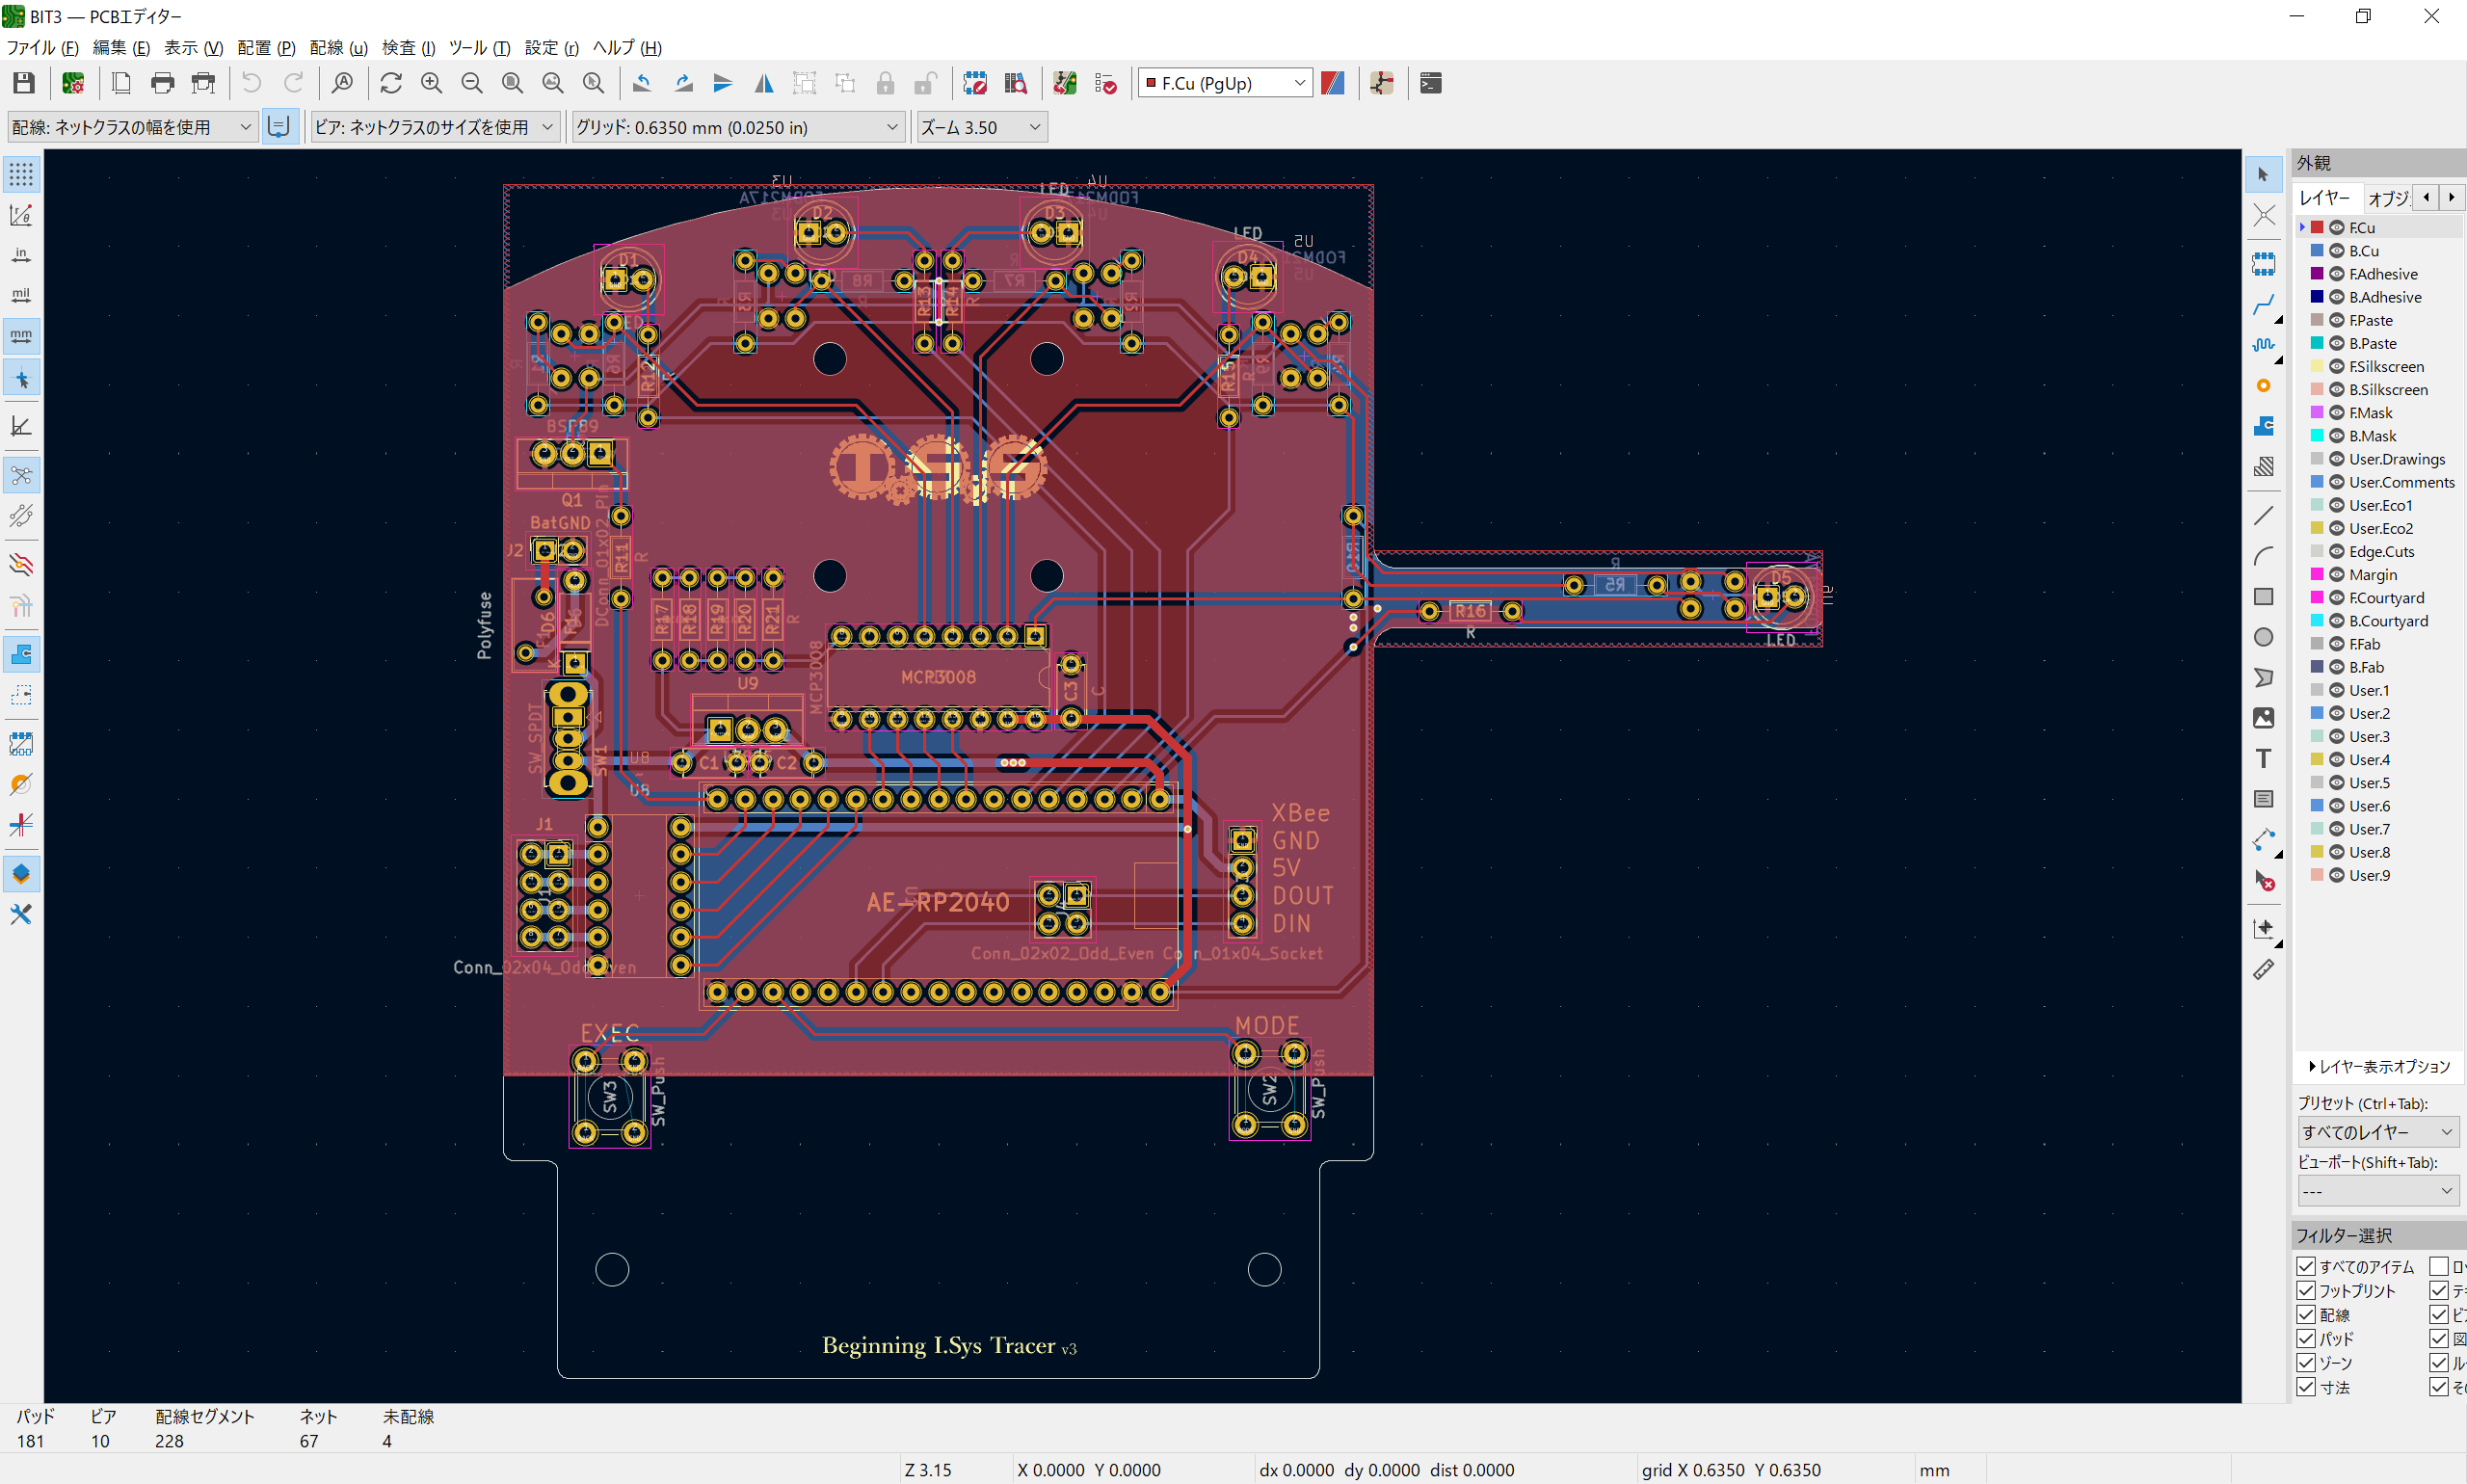 BIT3 — PCBエディター
ファイル (F) 編集 (E) 表示 (V) 配置 (P) 配線 (u) 検査 (I) ツール (T) 設定 (r) ヘルプ (H)
F.Cu (PgUp)
配線: ネットクラスの幅を使用 ビア: ネットクラスのサイズを使用 グリッド: 0.6350 mm (0.0250 in) ズーム 3.50
in
mil
mm
外観
レイヤー オブジ
F.Cu
B.Cu
F.Adhesive
B.Adhesive
F.Paste
B.Paste
F.Silkscreen
B.Silkscreen
F.Mask
B.Mask
User.Drawings
User.Comments
User.Eco1
User.Eco2
Edge.Cuts
Margin
F.Courtyard
B.Courtyard
F.Fab
B.Fab
User.1
User.2
User.3
User.4
User.5
User.6
User.7
User.8
User.9
レイヤー表示オプション
プリセット (Ctrl+Tab):
すべてのレイヤー
ビューポート(Shift+Tab):
---
フィルター選択
すべてのアイテム
フットプリント
配線
パッド
ゾーン
寸法
U3 U4
FODM217A
D2 D3 LED
D1 D4 LED
U5
R8 R7
R13 R14
R12 R15
R6 R9
BSP89
Q1
BatGND
J2
Conn_01x02_Pin
R11 R
R5
R16
R
D5
LED
Polyfuse
D6
R17 R18 R19 R20 R21 R
MCP3008
MCP3008
C3 C
U9
SW_SPDT
SW1
U8
U8
C1 C2
J1
XBee
GND
5V
DOUT
DIN
AE-RP2040
Conn_02x02_Odd_Even Conn_01x04_Socket
Conn_02x04_Odd_Even
EXEC
MODE
SW3
SW_Push
SW2
SW_Push
Beginning I.Sys Tracer v3
パッド ビア 配線セグメント ネット 未配線
181 10 228 67 4
Z 3.15 X 0.0000 Y 0.0000 dx 0.0000 dy 0.0000 dist 0.0000 grid X 0.6350 Y 0.6350 mm